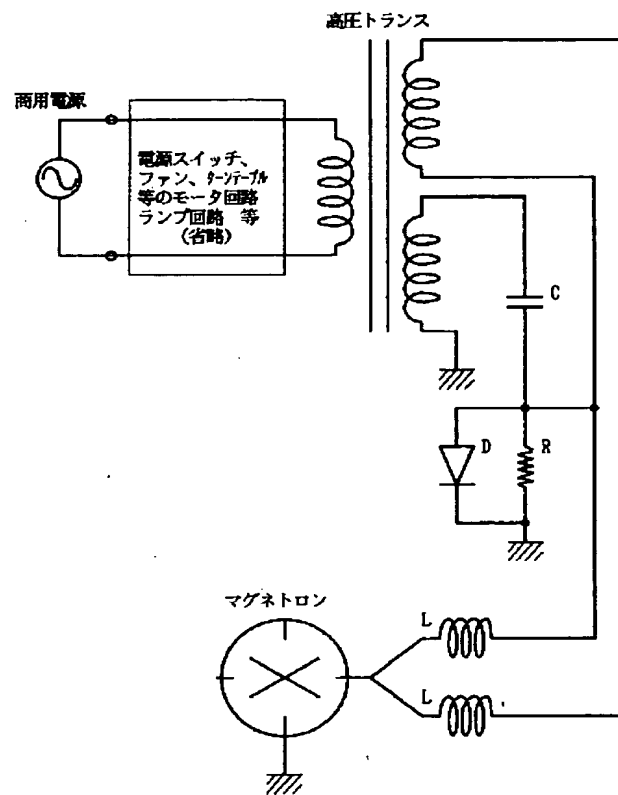 高圧トランス
商用電源
電源スイッチ、
ファン、ターンテーブル
等のモータ回路
ランプ回路 等
(省略)
C
D
R
マグネトロン
L
L